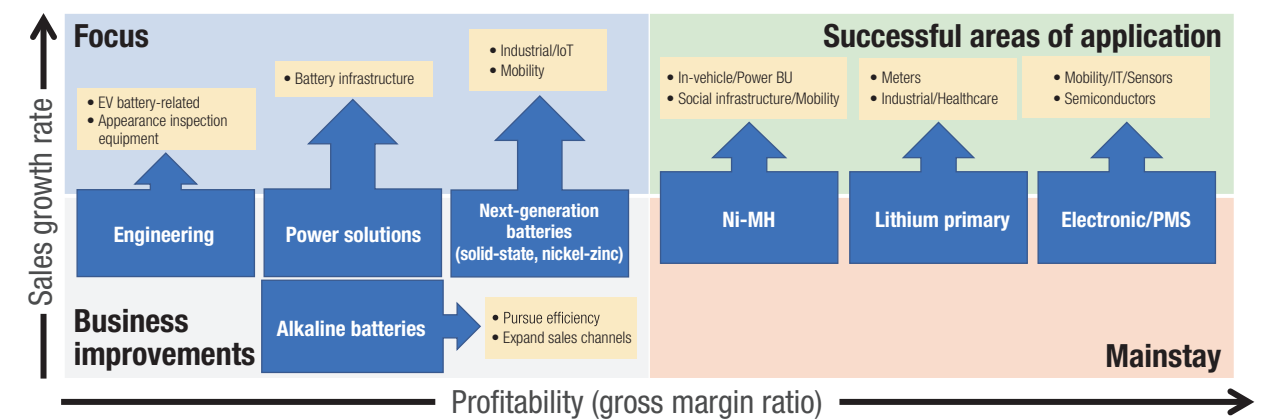 Sales growth rate
Focus
• EV battery-related
• Appearance inspection
equipment
• Battery infrastructure
• Industrial/IoT
• Mobility
Engineering
Power solutions
Next-generation
batteries
(solid-state, nickel-zinc)
Successful areas of application
• In-vehicle/Power BU
• Social infrastructure/Mobility
• Meters
• Industrial/Healthcare
• Mobility/IT/Sensors
• Semiconductors
Ni-MH
Lithium primary
Electronic/PMS
Business
improvements
Alkaline batteries
• Pursue efficiency
• Expand sales channels
Mainstay
Profitability (gross margin ratio)